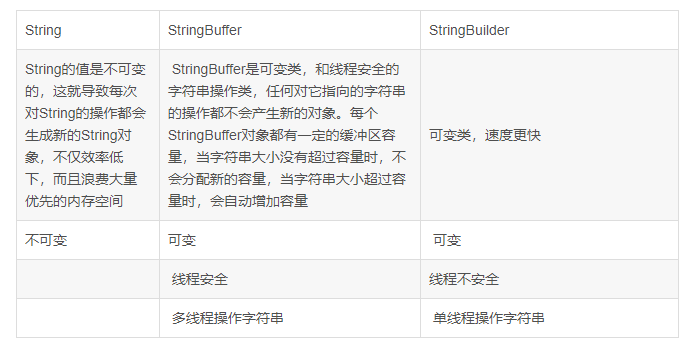 String
StringBuffer
StringBuilder
String的值是不可变
的，这就导致每次
对String的操作都会
生成新的String对
象，不仅效率低
下，而且浪费大量
优先的内存空间
StringBuffer是可变类，和线程安全的
字符串操作类，任何对它指向的字符串
的操作都不会产生新的对象。每个
StringBuffer对象都有一定的缓冲区容
量，当字符串大小没有超过容量时，不
会分配新的容量，当字符串大小超过容
量时，会自动增加容量
可变类，速度更快
不可变
可变
可变
线程安全
线程不安全
多线程操作字符串
单线程操作字符串